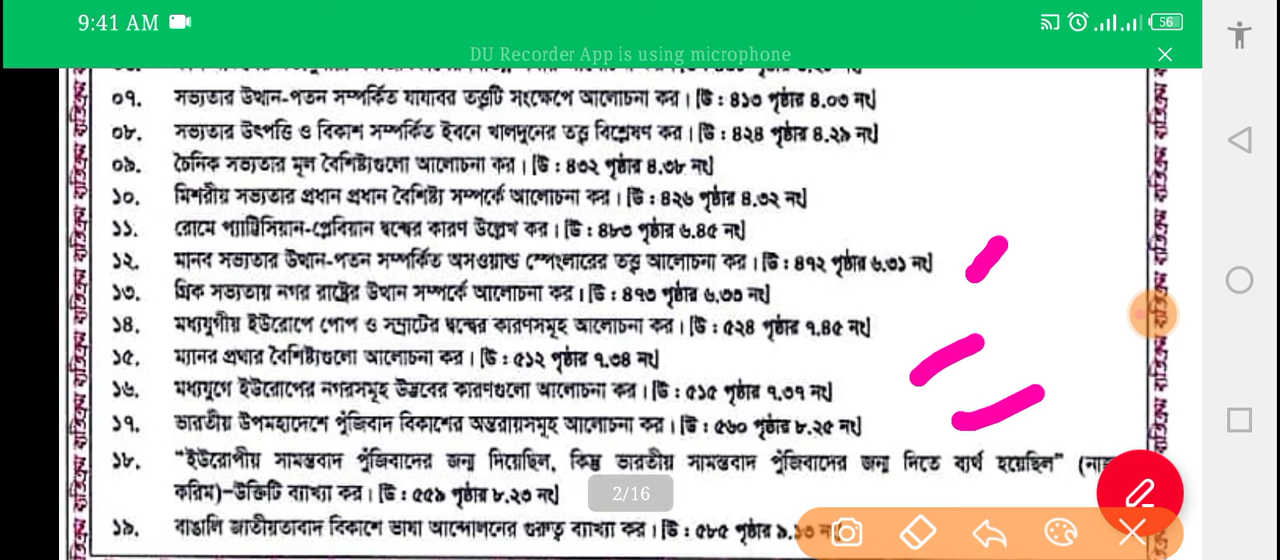 9:41 AM
56
DU Recorder App is using microphone
০৭. সভ্যতার উত্থান-পতন সম্পর্কিত যাযাবর তত্ত্বটি সংক্ষেপে আলোচনা কর। [উ : ৪১৩ পৃষ্ঠার ৪.০৩ নং]
০৮. সভ্যতার উৎপত্তি ও বিকাশ সম্পর্কিত ইবনে খালদুনের তত্ত্ব বিশ্লেষণ কর। [উ : ৪২৪ পৃষ্ঠার ৪.২৯ নং]
০৯. চৈনিক সভ্যতার মূল বৈশিষ্ট্যগুলো আলোচনা কর। [উ : ৪৩২ পৃষ্ঠার ৪.৩৮ নং]
১০. মিশরীয় সভ্যতার প্রধান প্রধান বৈশিষ্ট্য সম্পর্কে আলোচনা কর। [উ : ৪২৬ পৃষ্ঠার ৪.৩২ নং]
১১. রোমে প্যাট্রিসিয়ান-প্লেবিয়ান দ্বন্দ্বের কারণ উল্লেখ কর। [উ : ৪৮৩ পৃষ্ঠার ৬.৪৫ নং]
১২. মানব সভ্যতার উত্থান-পতন সম্পর্কিত অসওয়াল্ড স্পেংলারের তত্ত্ব আলোচনা কর। [উ : ৪৭২ পৃষ্ঠার ৬.৩১ নং]
১৩. গ্রিক সভ্যতায় নগর রাষ্ট্রের উত্থান সম্পর্কে আলোচনা কর। [উ : ৪৭৩ পৃষ্ঠার ৬.৩৩ নং]
১৪. মধ্যযুগীয় ইউরোপে পোপ ও সম্রাটের দ্বন্দ্বের কারণসমূহ আলোচনা কর। [উ : ৫২৪ পৃষ্ঠার ৭.৪৫ নং]
১৫. ম্যানর প্রথার বৈশিষ্ট্যগুলো আলোচনা কর। [উ : ৫১২ পৃষ্ঠার ৭.৩৪ নং]
১৬. মধ্যযুগে ইউরোপের নগরসমূহ উদ্ভবের কারণগুলো আলোচনা কর। [উ : ৫১৫ পৃষ্ঠার ৭.৩৭ নং]
১৭. ভারতীয় উপমহাদেশে পুঁজিবাদ বিকাশের অন্তরায়সমূহ আলোচনা কর। [উ : ৫৬০ পৃষ্ঠার ৮.২৫ নং]
১৮. "ইউরোপীয় সামন্তবাদ পুঁজিবাদের জন্ম দিয়েছিল, কিন্তু ভারতীয় সামন্তবাদ পুঁজিবাদের জন্ম দিতে ব্যর্থ হয়েছিল"
করিম)–উক্তিটি ব্যাখ্যা কর। [উ : ৫৫৯ পৃষ্ঠার ৮.২৩ নং]
2/16
১৯. বাঙালি জাতীয়তাবাদ বিকাশে ভাষা আন্দোলনের গুরুত্ব ব্যাখ্যা কর। [উ : ৫৮৫ পৃষ্ঠার ৯.১৩ নং]